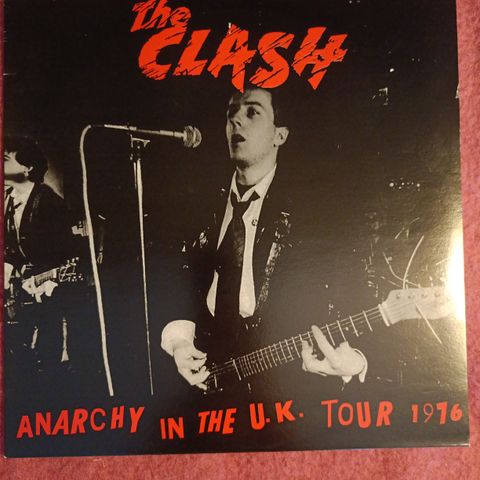 The
CLASH
ANARCHY IN THE U.K. TOUR 1976